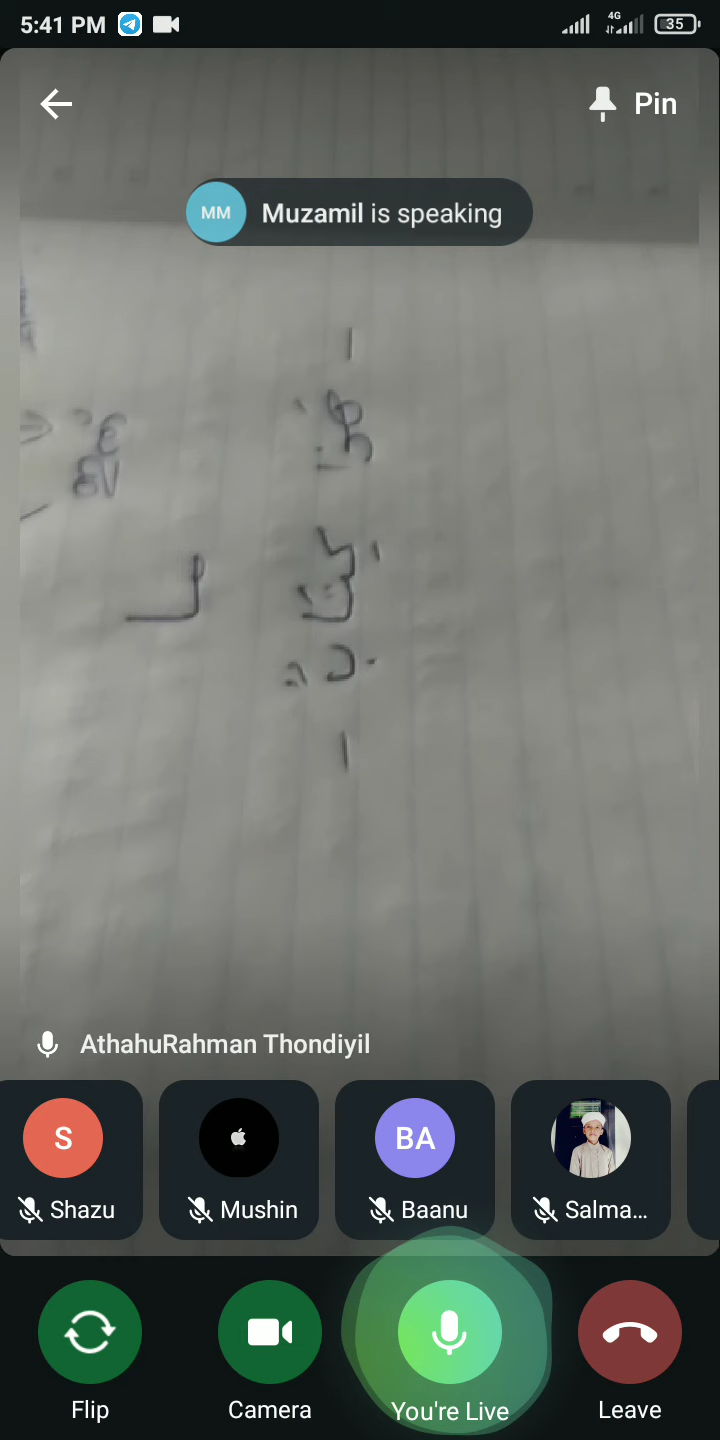 5:41 PM
4G
35
Pin
MM
Muzamil is speaking
AthahuRahman Thondiyil
S
BA
Shazu
Mushin
Baanu
Salma...
Flip
Camera
You're Live
Leave